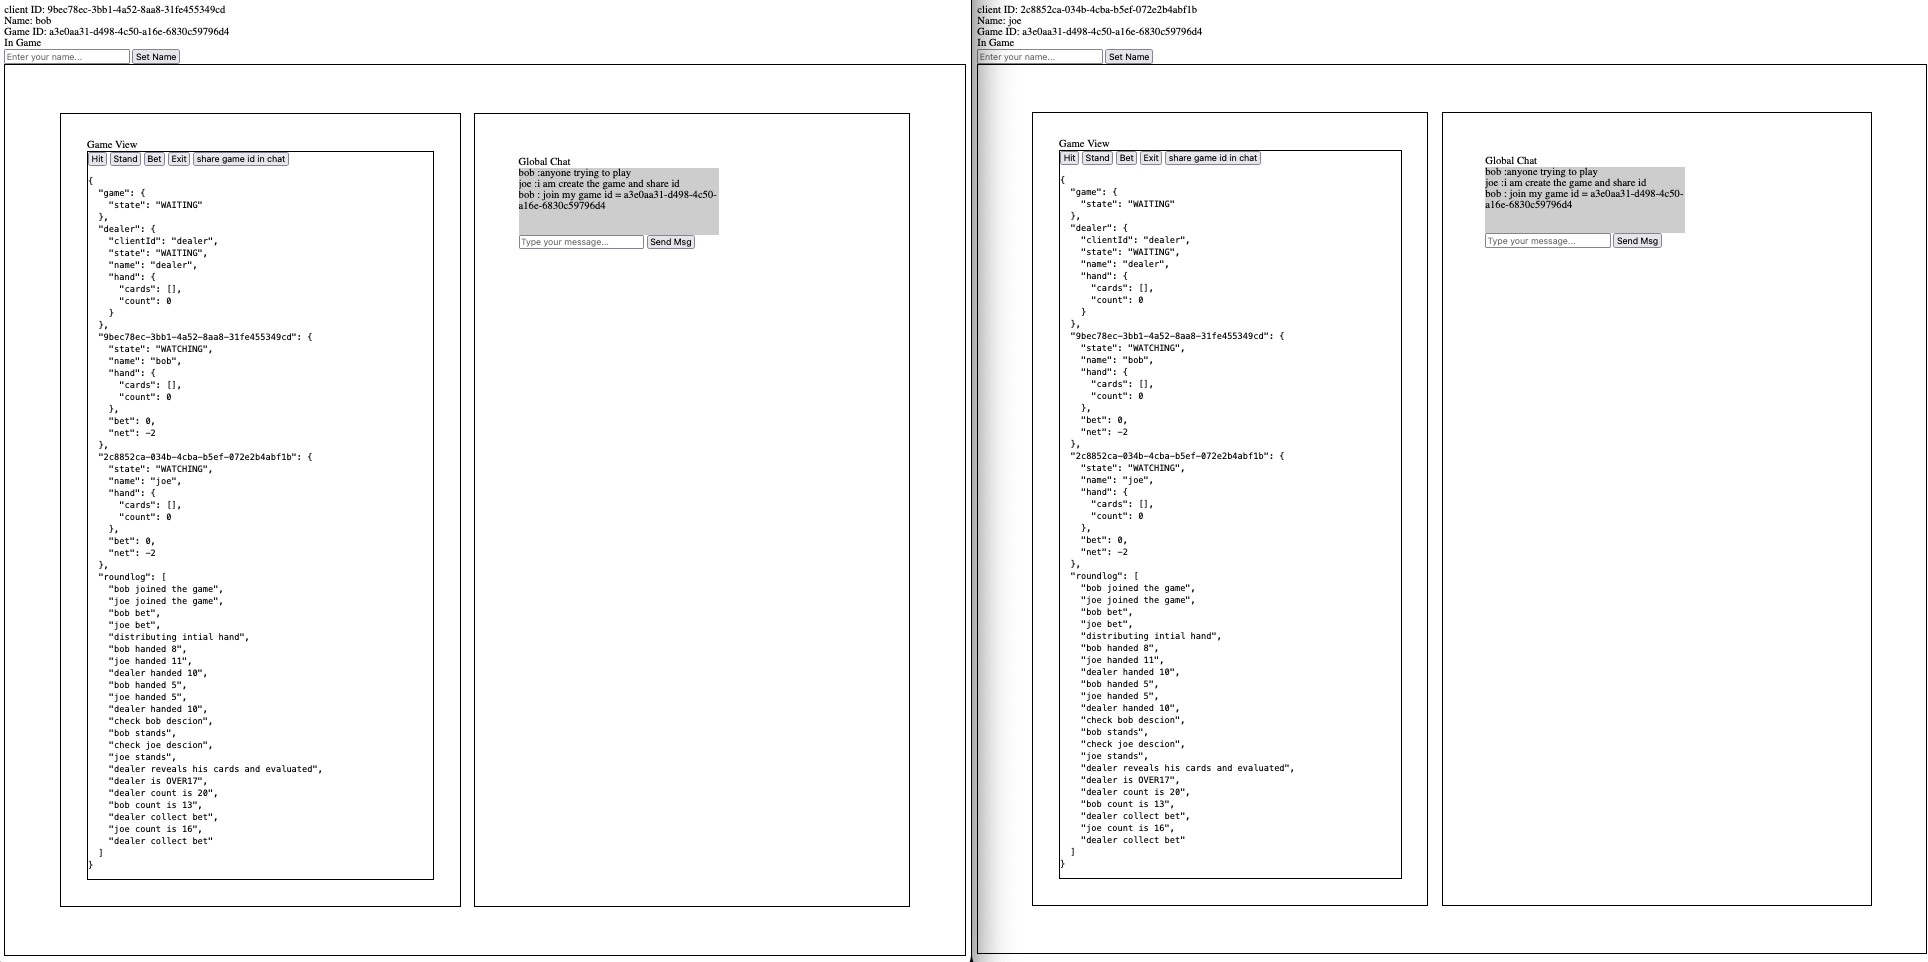 client ID: 9bec78ec-3bb1-4a52-8aa8-31fe455349cd
Name: bob
Game ID: a3e0aa31-d498-4c50-a16e-6830c59796d4
In Game
Enter your name... Set Name
Game View
Hit Stand Bet Exit share game id in chat
{
  "game": {
    "state": "WAITING"
  },
  "dealer": {
    "clientId": "dealer",
    "state": "WAITING",
    "name": "dealer",
    "hand": {
      "cards": [],
      "count": 0
    }
  },
  "9bec78ec-3bb1-4a52-8aa8-31fe455349cd": {
    "state": "WATCHING",
    "name": "bob",
    "hand": {
      "cards": [],
      "count": 0
    },
    "bet": 0,
    "net": -2
  },
  "2c8852ca-034b-4cba-b5ef-072e2b4abf1b": {
    "state": "WATCHING",
    "name": "joe",
    "hand": {
      "cards": [],
      "count": 0
    },
    "bet": 0,
    "net": -2
  },
  "roundlog": [
    "bob joined the game",
    "joe joined the game",
    "bob bet",
    "joe bet",
    "distributing intial hand",
    "bob handed 8",
    "joe handed 11",
    "dealer handed 10",
    "bob handed 5",
    "joe handed 5",
    "dealer handed 10",
    "check bob descion",
    "bob stands",
    "check joe descion",
    "joe stands",
    "dealer reveals his cards and evaluated",
    "dealer is OVER17",
    "dealer count is 20",
    "bob count is 13",
    "dealer collect bet",
    "joe count is 16",
    "dealer collect bet"
  ]
}
Global Chat
bob :anyone trying to play
joe :i am create the game and share id
bob : join my game id = a3e0aa31-d498-4c50-
a16e-6830c59796d4
Type your message... Send Msg
client ID: 2c8852ca-034b-4cba-b5ef-072e2b4abf1b
Name: joe
Game ID: a3e0aa31-d498-4c50-a16e-6830c59796d4
In Game
Enter your name... Set Name
Game View
Hit Stand Bet Exit share game id in chat
{
  "game": {
    "state": "WAITING"
  },
  "dealer": {
    "clientId": "dealer",
    "state": "WAITING",
    "name": "dealer",
    "hand": {
      "cards": [],
      "count": 0
    }
  },
  "9bec78ec-3bb1-4a52-8aa8-31fe455349cd": {
    "state": "WATCHING",
    "name": "bob",
    "hand": {
      "cards": [],
      "count": 0
    },
    "bet": 0,
    "net": -2
  },
  "2c8852ca-034b-4cba-b5ef-072e2b4abf1b": {
    "state": "WATCHING",
    "name": "joe",
    "hand": {
      "cards": [],
      "count": 0
    },
    "bet": 0,
    "net": -2
  },
  "roundlog": [
    "bob joined the game",
    "joe joined the game",
    "bob bet",
    "joe bet",
    "distributing intial hand",
    "bob handed 8",
    "joe handed 11",
    "dealer handed 10",
    "bob handed 5",
    "joe handed 5",
    "dealer handed 10",
    "check bob descion",
    "bob stands",
    "check joe descion",
    "joe stands",
    "dealer reveals his cards and evaluated",
    "dealer is OVER17",
    "dealer count is 20",
    "bob count is 13",
    "dealer collect bet",
    "joe count is 16",
    "dealer collect bet"
  ]
}
Global Chat
bob :anyone trying to play
joe :i am create the game and share id
bob : join my game id = a3e0aa31-d498-4c50-
a16e-6830c59796d4
Type your message... Send Msg